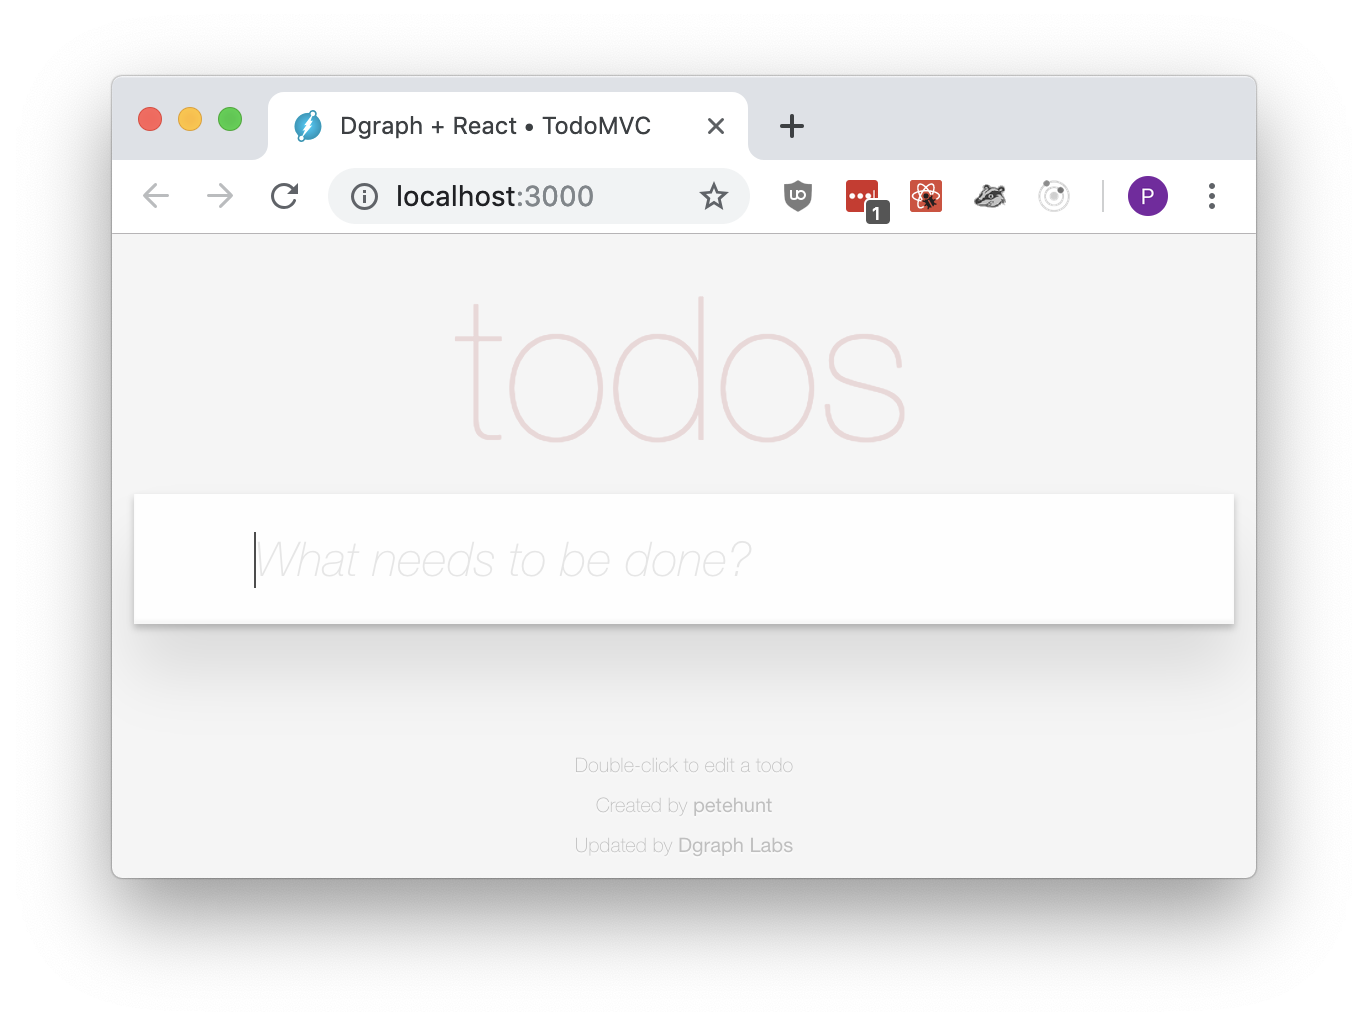 Dgraph + React • TodoMVC
localhost:3000
uo
1
P
todos
What needs to be done?
Double-click to edit a todo
Created by petehunt
Updated by Dgraph Labs